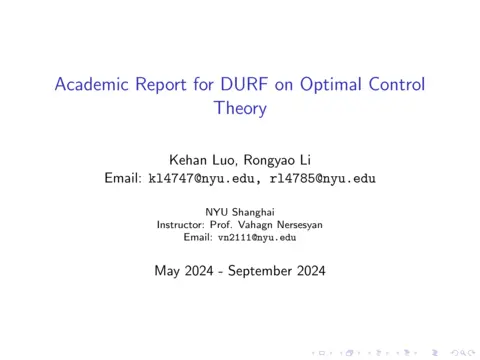 Academic Report for DURF on Optimal Control
Theory
Kehan Luo, Rongyao Li
Email: kl4747@nyu.edu, rl4785@nyu.edu
NYU Shanghai
Instructor: Prof. Vahagn Nersesyan
Email: vn2111@nyu.edu
May 2024 - September 2024